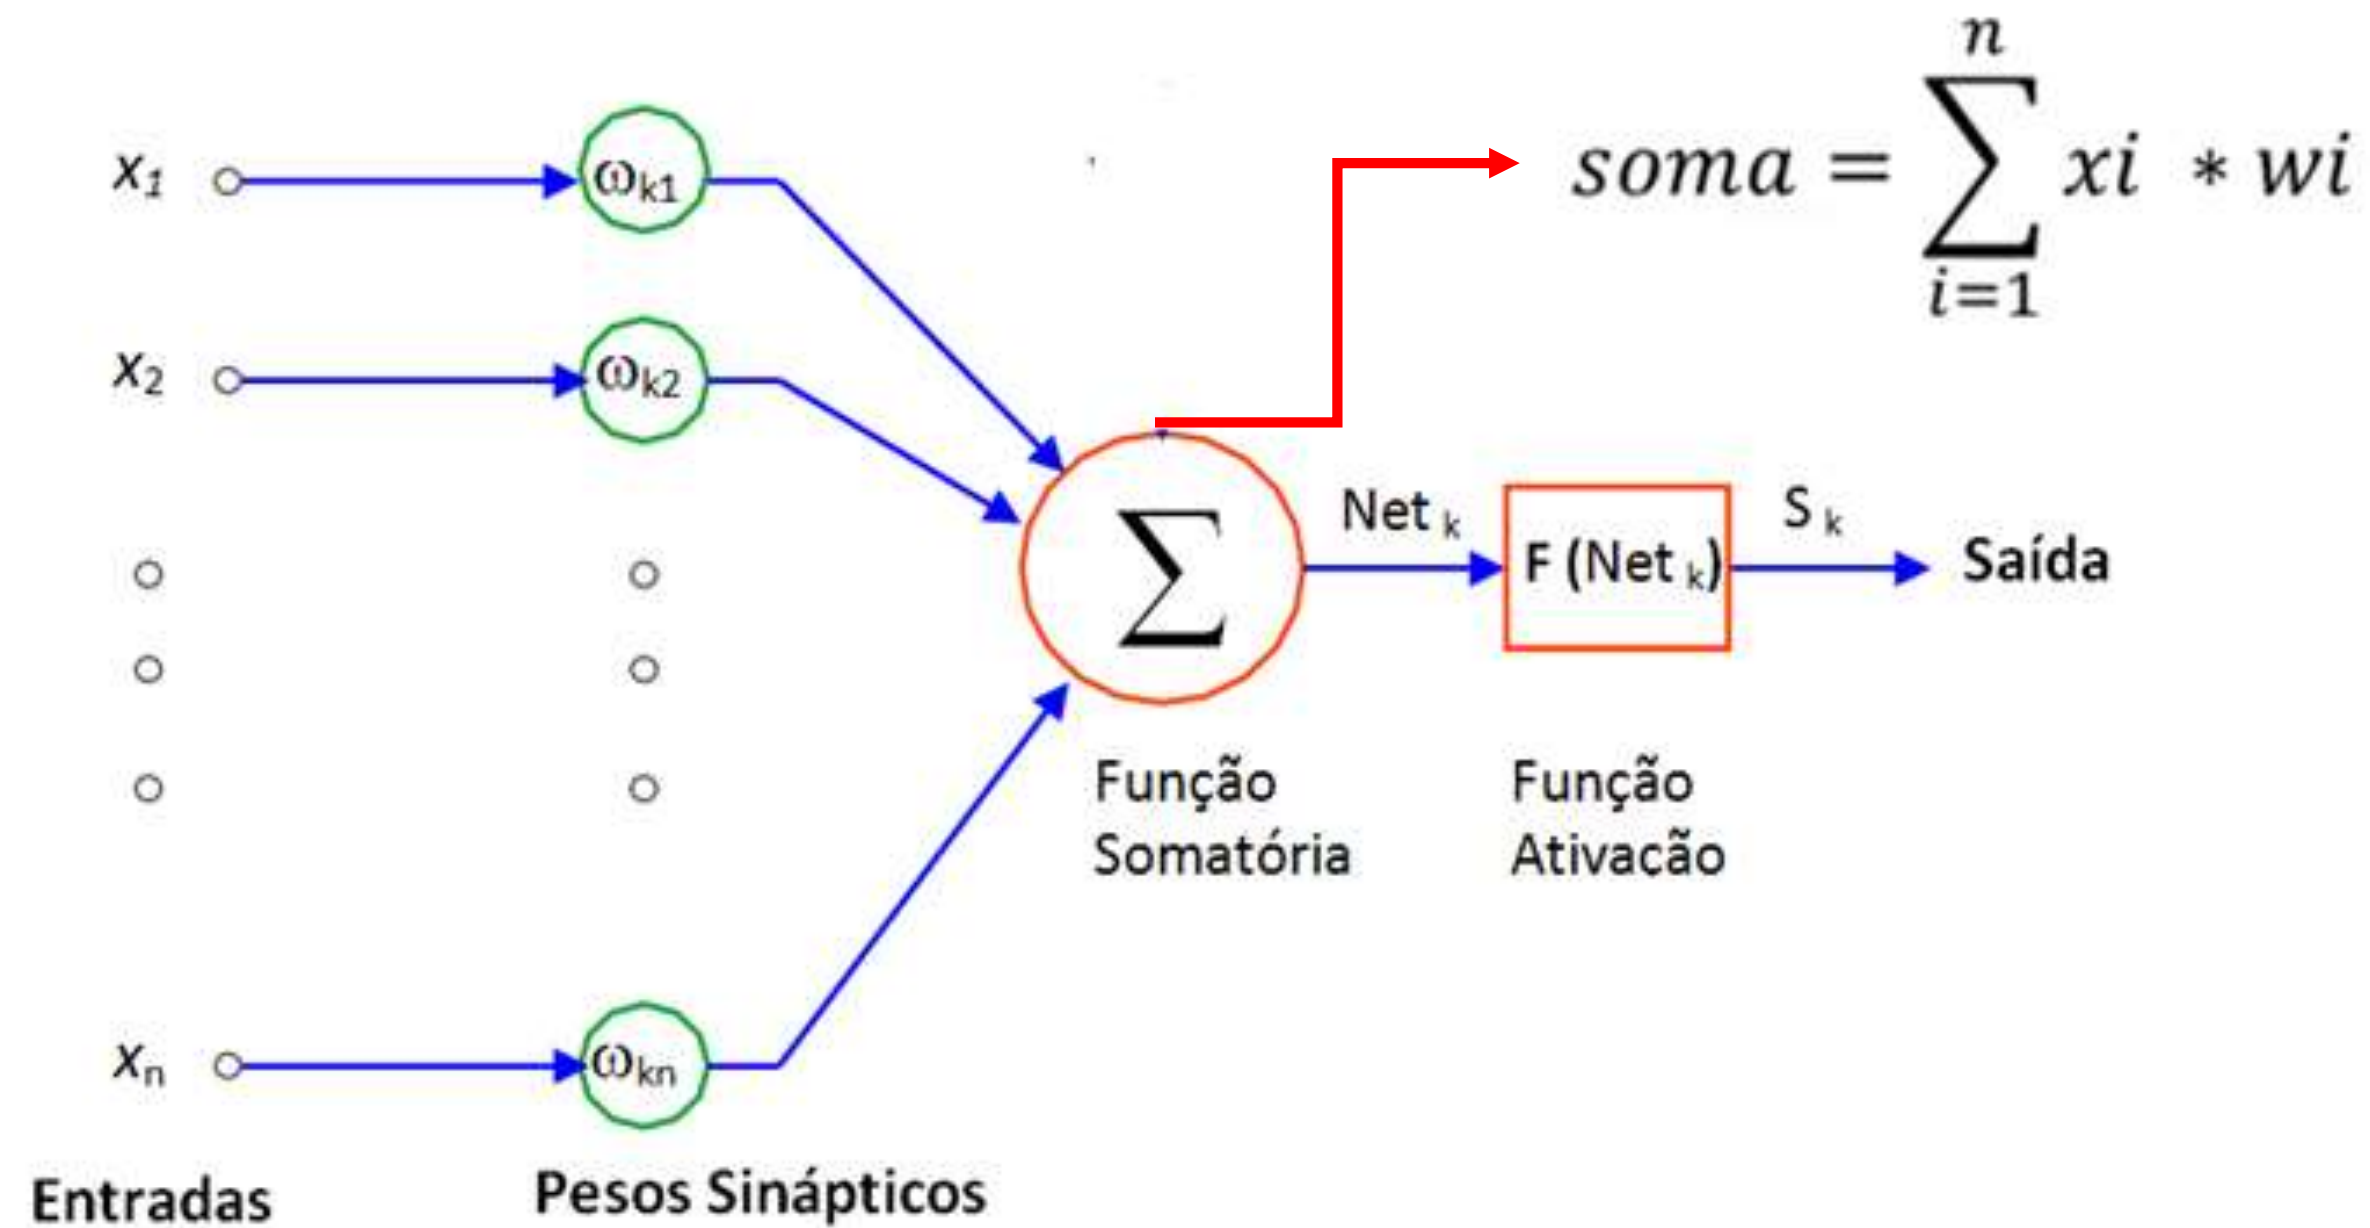 n
soma = ∑ xi * wi
i=1
x1
ωk1
x2
ωk2
∑
Net k
F (Net k)
S k
Saída
Função
Somatória
Função
Ativação
xn
ωkn
Entradas
Pesos Sinápticos